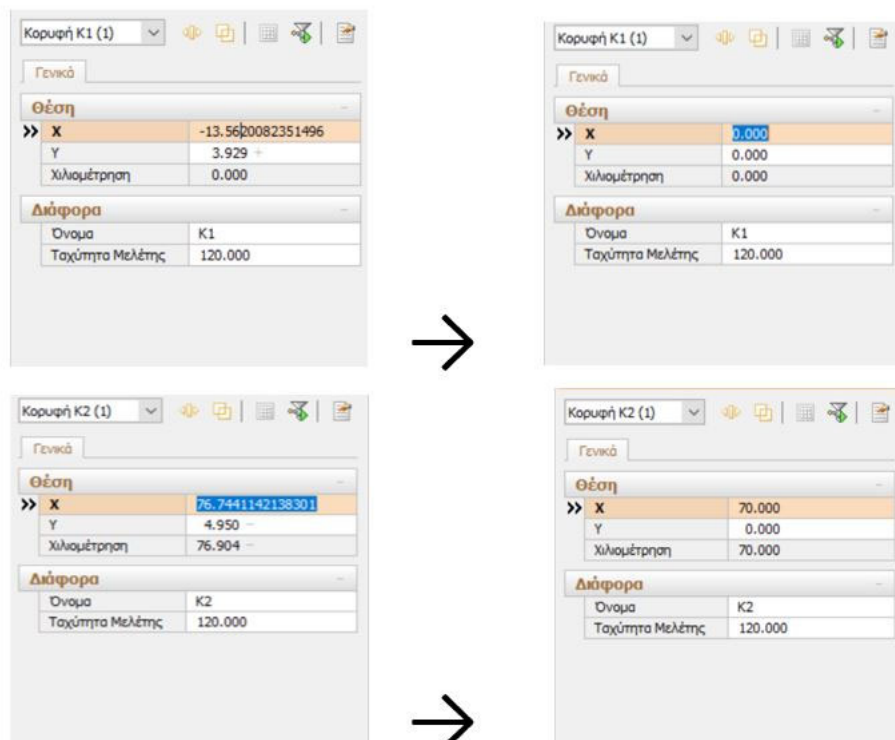 Κορυφή K1 (1)
Γενικά
Θέση
X -13.5620082351496
Y 3.929
Χιλιομέτρηση 0.000
Διάφορα
Όνομα K1
Ταχύτητα Μελέτης 120.000
Κορυφή K1 (1)
Γενικά
Θέση
X 0.000
Y 0.000
Χιλιομέτρηση 0.000
Διάφορα
Όνομα K1
Ταχύτητα Μελέτης 120.000
Κορυφή K2 (1)
Γενικά
Θέση
X 76.7441142138301
Y 4.950
Χιλιομέτρηση 76.904
Διάφορα
Όνομα K2
Ταχύτητα Μελέτης 120.000
Κορυφή K2 (1)
Γενικά
Θέση
X 70.000
Y 0.000
Χιλιομέτρηση 70.000
Διάφορα
Όνομα K2
Ταχύτητα Μελέτης 120.000